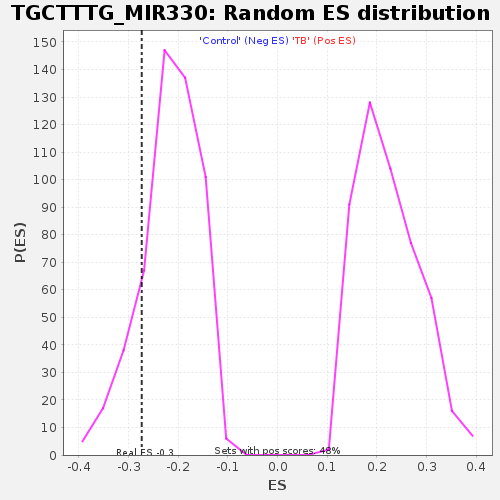 TGCTTTG_MIR330: Random ES distribution
'Control' (Neg ES) 'TB' (Pos ES)
150
140
130
120
110
100
90
80
70
60
50
40
30
20
10
0
P(ES)
Real ES -0.3
Sets with pos scores: 48%
-0.4 -0.3 -0.2 -0.1 0.0 0.1 0.2 0.3 0.4
ES